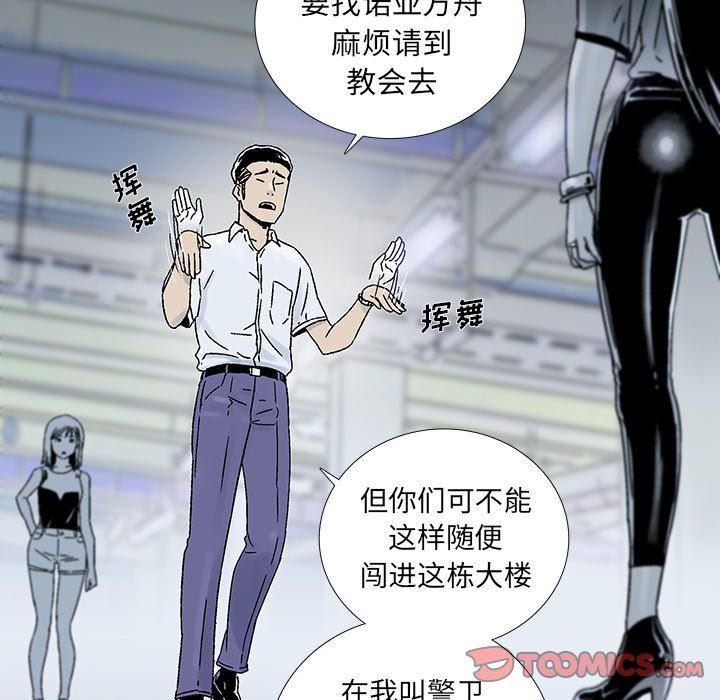 要找诺亚方舟
麻烦请到
教会去
挥
舞
挥舞
但你们可不能
这样随便
闯进这栋大楼
在我叫警卫
TOOMICS.com